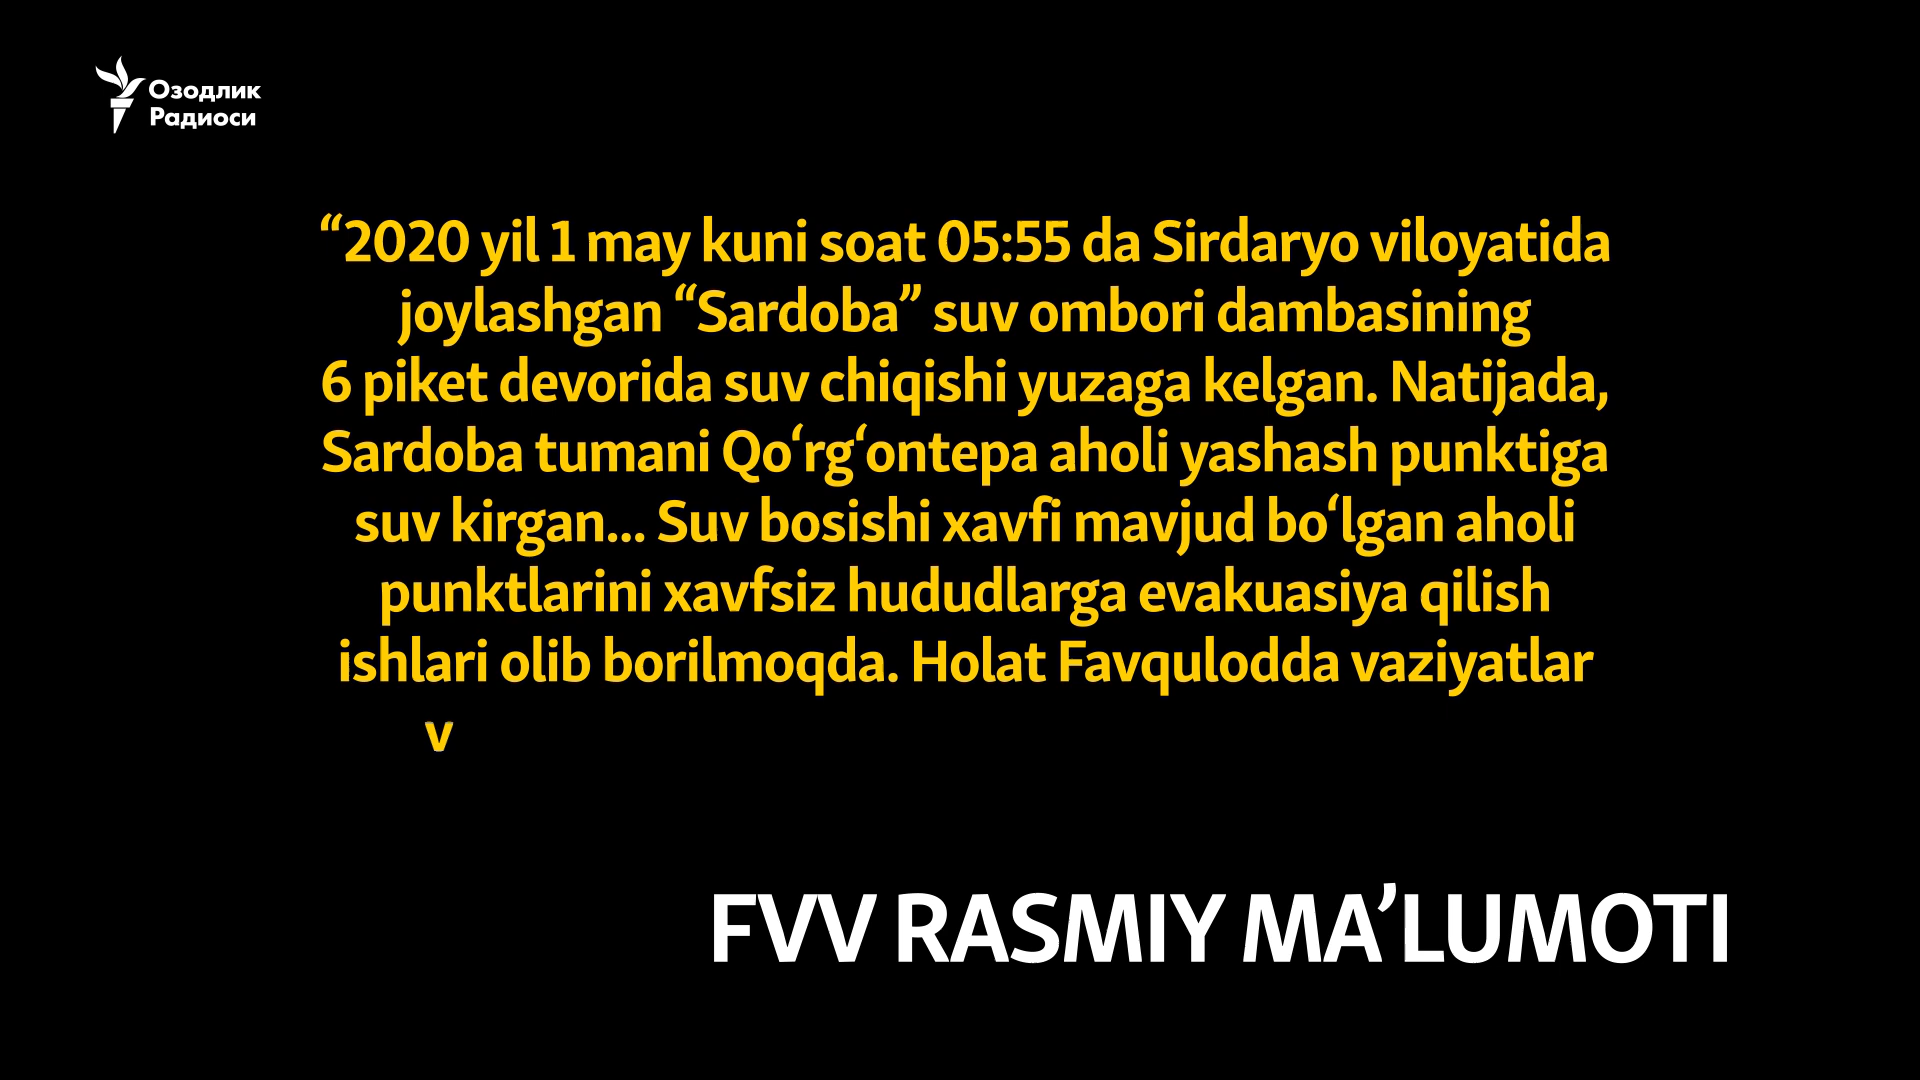 Озодлик
Радиоси
“2020 yil 1 may kuni soat 05:55 da Sirdaryo viloyatida
joylashgan “Sardoba” suv ombori dambasining
6 piket devorida suv chiqishi yuzaga kelgan. Natijada,
Sardoba tumani Qo‘rg‘ontepa aholi yashash punktiga
suv kirgan... Suv bosishi xavfi mavjud bo‘lgan aholi
punktlarini xavfsiz hududlarga evakuasiya qilish
ishlari olib borilmoqda. Holat Favqulodda vaziyatlar
v
FVV RASMIY MA’LUMOTI